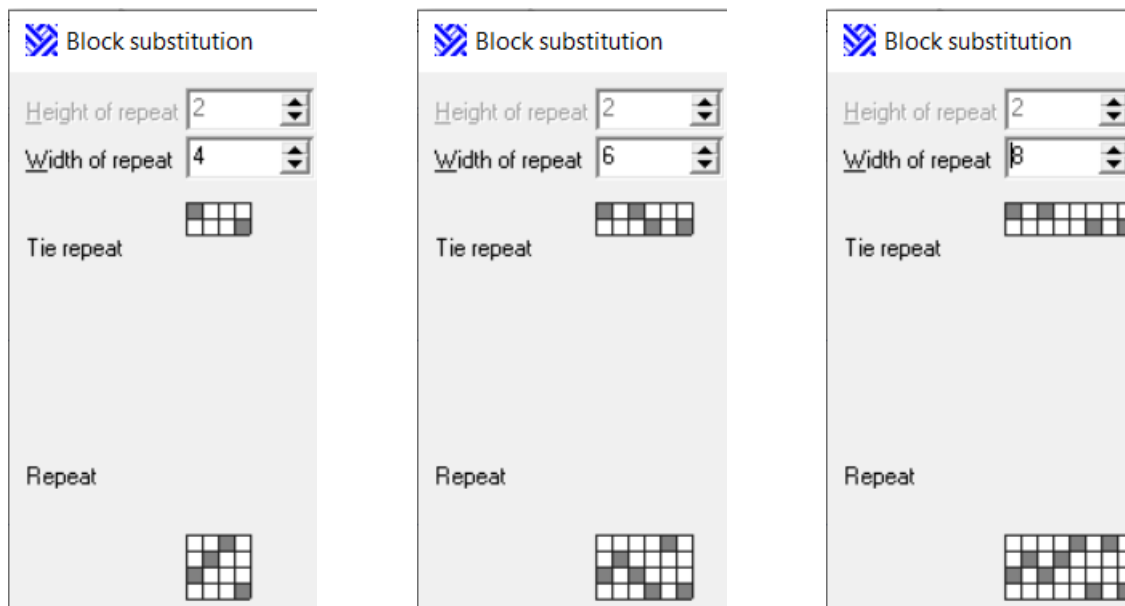 Block substitution
Height of repeat 2
Width of repeat 4
Tie repeat
Repeat
Block substitution
Height of repeat 2
Width of repeat 6
Tie repeat
Repeat
Block substitution
Height of repeat 2
Width of repeat 8
Tie repeat
Repeat